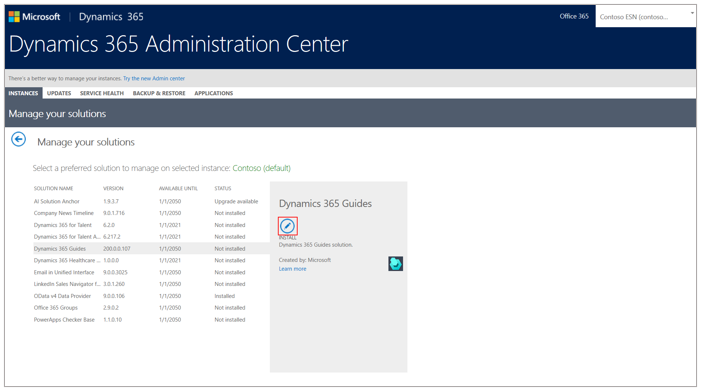 Microsoft | Dynamics 365
Office 365
Contoso ESN (contoso...
Dynamics 365 Administration Center
There's a better way to manage your instances. Try the new Admin center
INSTANCES UPDATES SERVICE HEALTH BACKUP & RESTORE APPLICATIONS
Manage your solutions
Manage your solutions
Select a preferred solution to manage on selected instance: Contoso (default)
SOLUTION NAME VERSION AVAILABLE UNTIL STATUS
AI Solution Anchor 1.9.3.7 1/1/2050 Upgrade available
Company News Timeline 9.0.1.716 1/1/2050 Not installed
Dynamics 365 for Talent 6.2.0 1/1/2021 Not installed
Dynamics 365 for Talent A... 6.217.2 1/1/2021 Not installed
Dynamics 365 Guides 200.0.0.107 1/1/2050 Not installed
Dynamics 365 Healthcare ... 1.0.0.0 1/1/2021 Not installed
Email in Unified Interface 9.0.0.3025 1/1/2050 Not installed
LinkedIn Sales Navigator f... 3.0.1.260 1/1/2050 Not installed
OData v4 Data Provider 9.0.0.106 1/1/2050 Installed
Office 365 Groups 2.9.0.2 1/1/2050 Not installed
PowerApps Checker Base 1.1.0.10 1/1/2050 Not installed
Dynamics 365 Guides
INSTALL
Dynamics 365 Guides solution.
Created by: Microsoft
Learn more